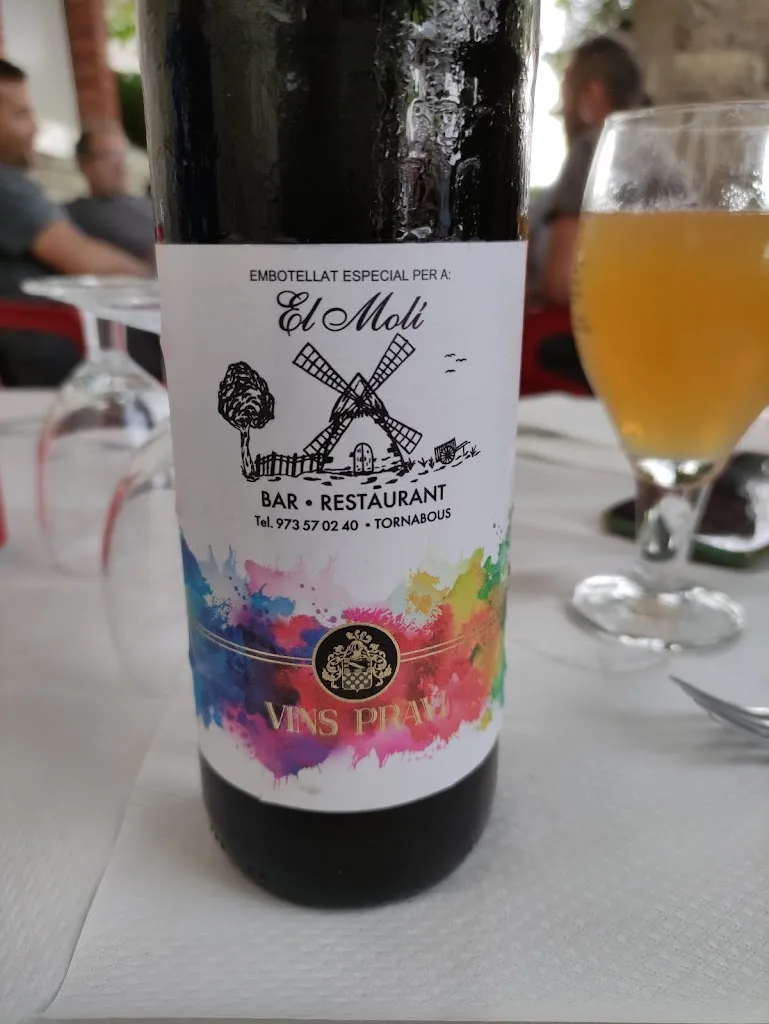 EMBOTELLAT ESPECIAL PER A:
El Molí
BAR • RESTAURANT
Tel. 973 57 02 40 • TORNABOUS
VINS PRAVI